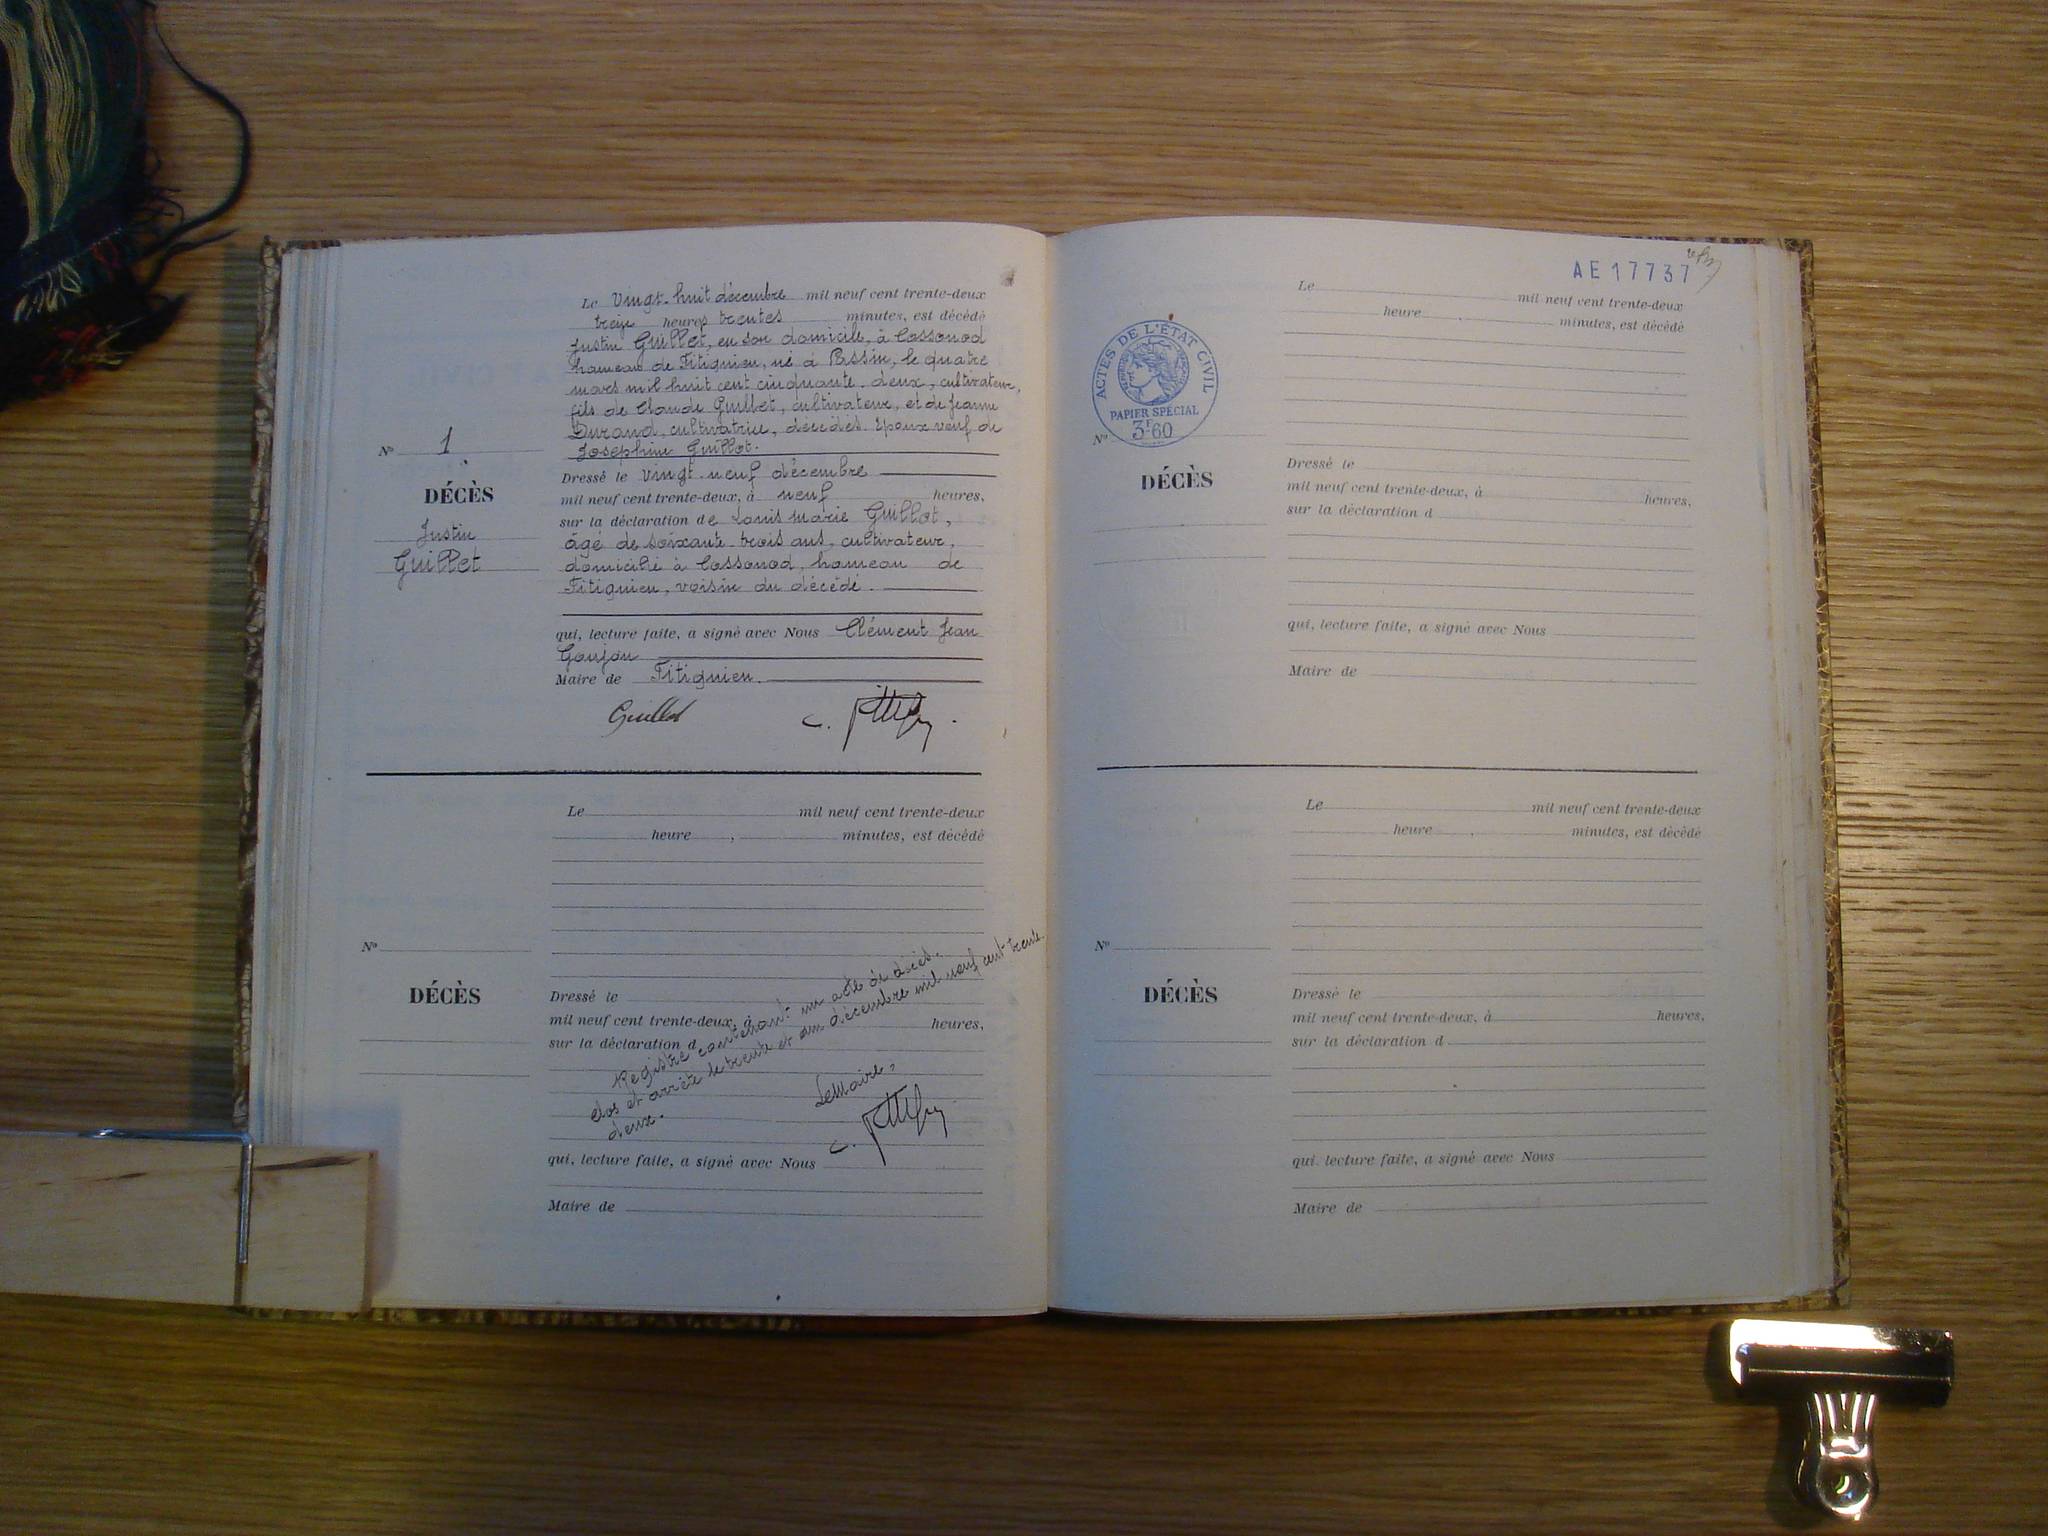 Le Vingt-huit décembre mil neuf cent trente-deux
treize heures trentes minutes, est décédé
Justin Guillet, en son domicile, à Cossonod
hameau de Fitignieu, né à Passin, le quatre
mars mil huit cent cinquante-deux, cultivateur,
fils de Claude Guillet, cultivateur, et de Jeanne
Durand, cultivatrice, décédés. Epoux veuf de
Joséphine Guillot.
Nº 1
DÉCÈS
Justin
Guillet
Dressé le vingt-neuf décembre
mil neuf cent trente-deux, à neuf heures,
sur la déclaration de Louis Marie Guillot,
âgé de soixante-trois ans, cultivateur,
domicilié à Cossonod, hameau de
Fitignieu, voisin du décédé.
qui, lecture faite, a signé avec Nous Clément Jean
Goujon
Maire de Fitignieu.
Guillot
Le mil neuf cent trente-deux
heure , minutes, est décédé
Nº
DÉCÈS
Dressé le
mil neuf cent trente-deux, à heures,
sur la déclaration d
Registre contenant un acte de décès.
clos et arrêté le trente et un décembre mil neuf cent trente
deux.
Le Maire,
qui, lecture faite, a signé avec Nous
Maire de
AE17737
Le mil neuf cent trente-deux
heure , minutes, est décédé
ACTES DE L'ÉTAT CIVIL
PAPIER SPÉCIAL
3F60
Nº
DÉCÈS
Dressé le
mil neuf cent trente-deux, à heures,
sur la déclaration d
qui, lecture faite, a signé avec Nous
Maire de
Le mil neuf cent trente-deux
heure , minutes, est décédé
Nº
DÉCÈS
Dressé le
mil neuf cent trente-deux, à heures,
sur la déclaration d
qui, lecture faite, a signé avec Nous
Maire de